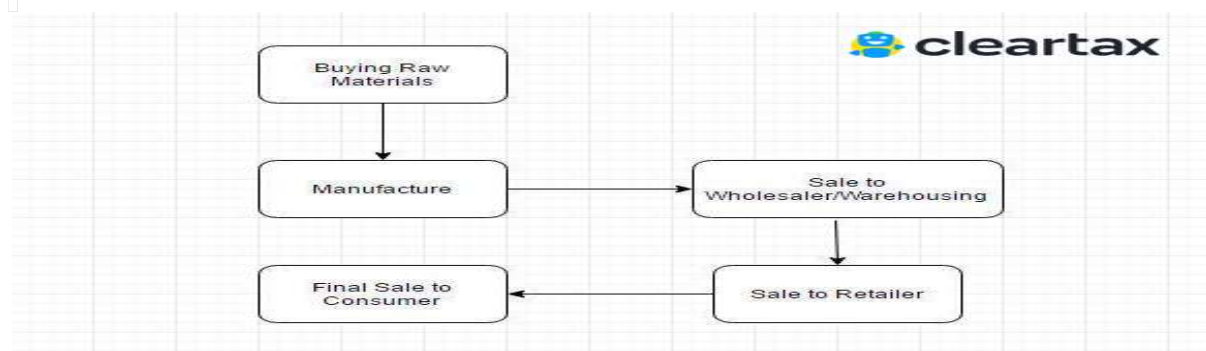 cleartax
Buying Raw
Materials
Manufacture
Sale to
Wholesaler/Warehousing
Sale to Retailer
Final Sale to
Consumer